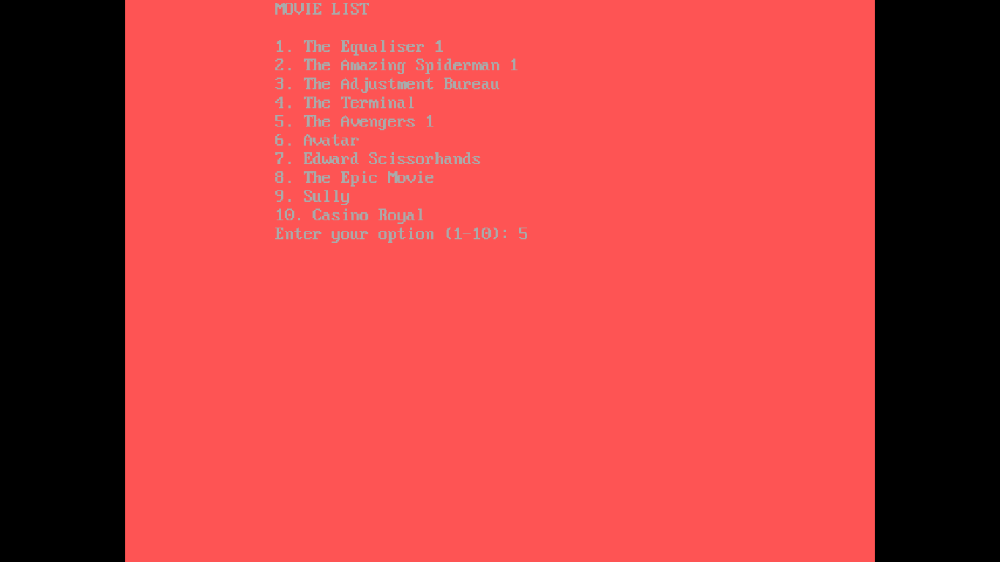 MOVIE LIST
1. The Equaliser 1
2. The Amazing Spiderman 1
3. The Adjustment Bureau
4. The Terminal
5. The Avengers 1
6. Avatar
7. Edward Scissorhands
8. The Epic Movie
9. Sully
10. Casino Royal
Enter your option (1-10): 5